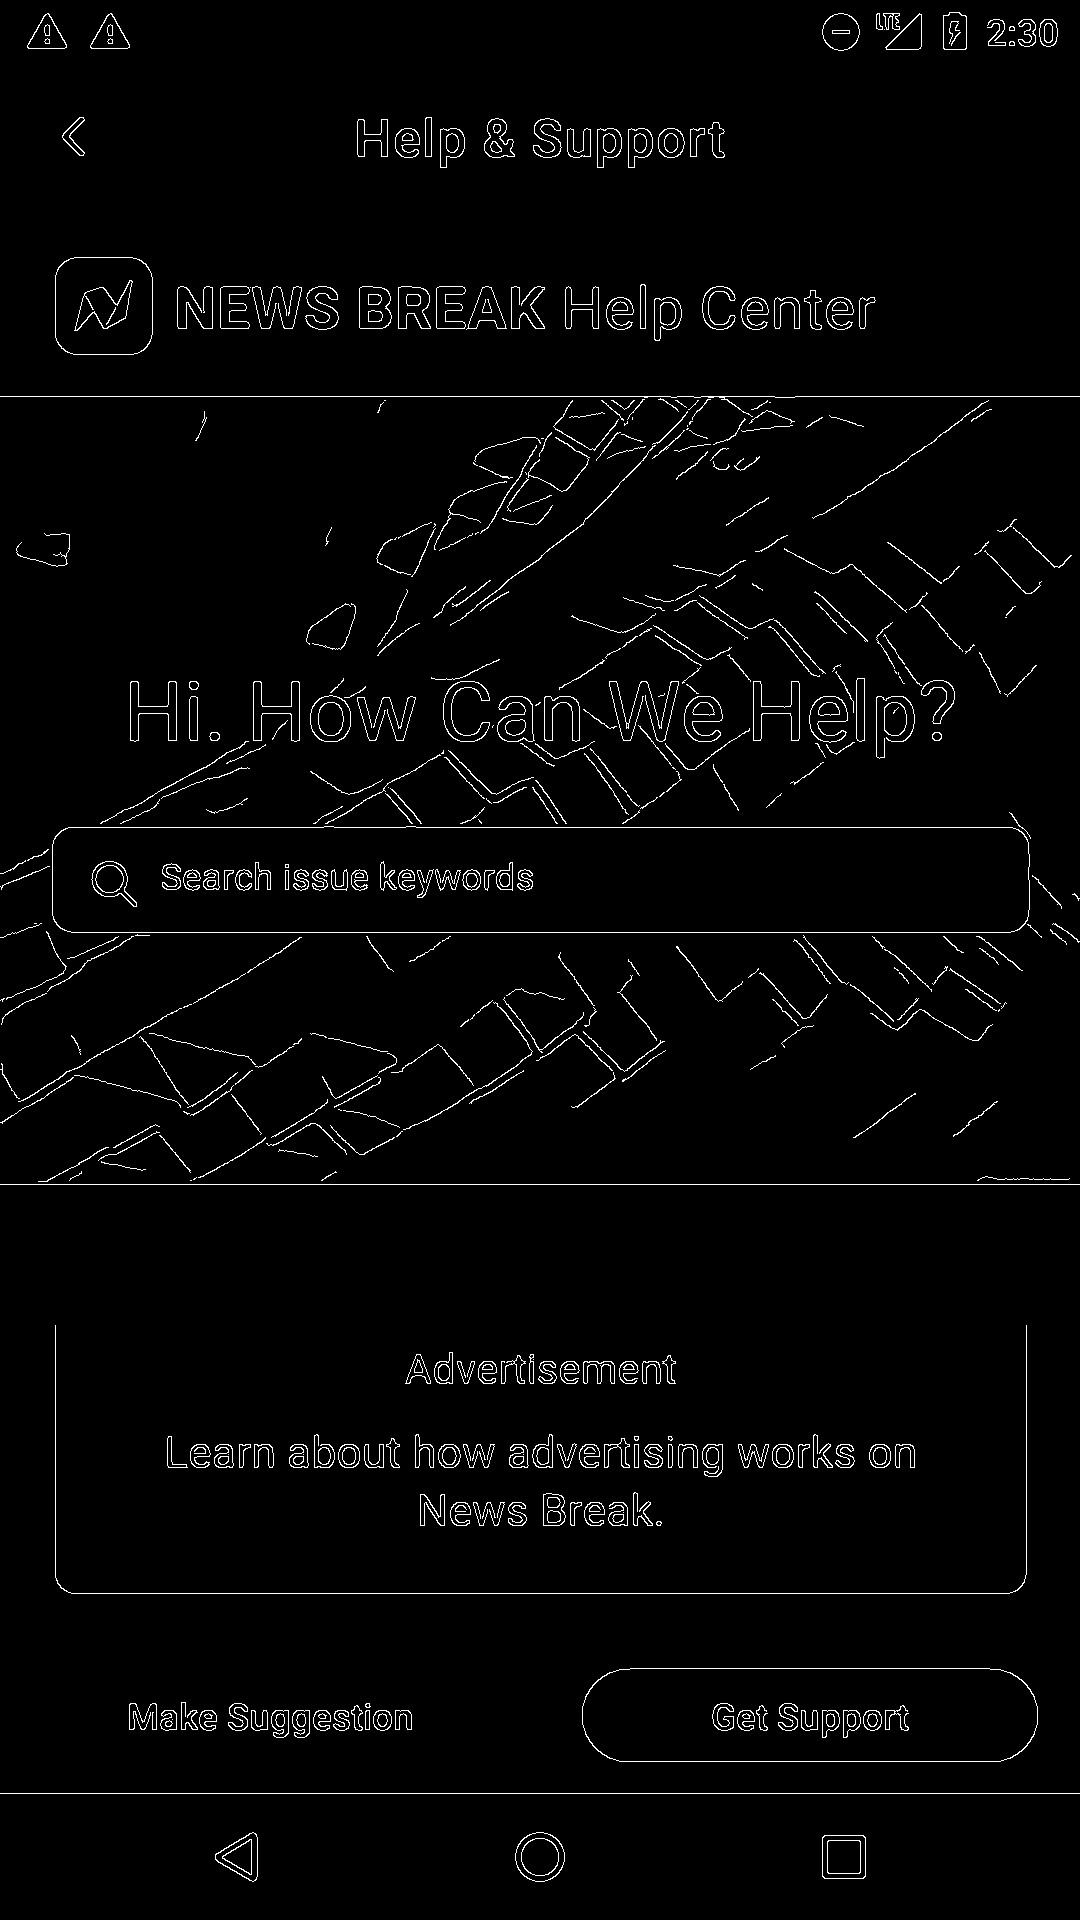 LTE 2:30
Help & Support
NEWS BREAK Help Center
Hi. How Can We Help?
Search issue keywords
Advertisement
Learn about how advertising works on
News Break.
Make Suggestion
Get Support